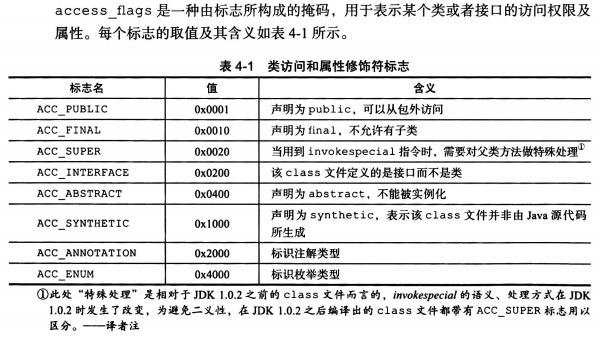 access_flags 是一种由标志所构成的掩码，用于表示某个类或者接口的访问权限及
属性。每个标志的取值及其含义如表 4-1 所示。
表 4-1 类访问和属性修饰符标志
标志名 值 含义
ACC_PUBLIC 0x0001 声明为 public，可以从包外访问
ACC_FINAL 0x0010 声明为 final，不允许有子类
ACC_SUPER 0x0020 当用到 invokespecial 指令时，需要对父类方法做特殊处理①
ACC_INTERFACE 0x0200 该 class 文件定义的是接口而不是类
ACC_ABSTRACT 0x0400 声明为 abstract，不能被实例化
ACC_SYNTHETIC 0x1000 声明为 synthetic，表示该 class 文件并非由 Java 源代码
所生成
ACC_ANNOTATION 0x2000 标识注解类型
ACC_ENUM 0x4000 标识枚举类型
①此处“特殊处理”是相对于 JDK 1.0.2 之前的 class 文件而言的，invokespecial 的语义、处理方式在 JDK
1.0.2 时发生了改变，为避免二义性，在 JDK 1.0.2 之后编译出的 class 文件都带有 ACC_SUPER 标志用以
区分。——译者注